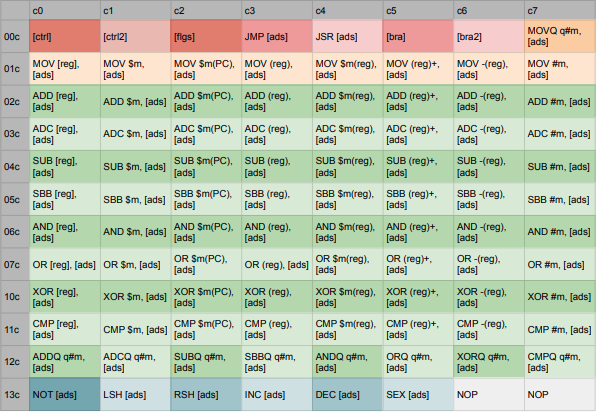 c0 c1 c2 c3 c4 c5 c6 c7
00c [ctrl] [ctrl2] [flgs] JMP [ads] JSR [ads] [bra] [bra2] MOVQ q#m, [ads]
01c MOV [reg], [ads] MOV $m, [ads] MOV $m(PC), [ads] MOV (reg), [ads] MOV $m(reg), [ads] MOV (reg)+, [ads] MOV -(reg), [ads] MOV #m, [ads]
02c ADD [reg], [ads] ADD $m, [ads] ADD $m(PC), [ads] ADD (reg), [ads] ADD $m(reg), [ads] ADD (reg)+, [ads] ADD -(reg), [ads] ADD #m, [ads]
03c ADC [reg], [ads] ADC $m, [ads] ADC $m(PC), [ads] ADC (reg), [ads] ADC $m(reg), [ads] ADC (reg)+, [ads] ADC -(reg), [ads] ADC #m, [ads]
04c SUB [reg], [ads] SUB $m, [ads] SUB $m(PC), [ads] SUB (reg), [ads] SUB $m(reg), [ads] SUB (reg)+, [ads] SUB -(reg), [ads] SUB #m, [ads]
05c SBB [reg], [ads] SBB $m, [ads] SBB $m(PC), [ads] SBB (reg), [ads] SBB $m(reg), [ads] SBB (reg)+, [ads] SBB -(reg), [ads] SBB #m, [ads]
06c AND [reg], [ads] AND $m, [ads] AND $m(PC), [ads] AND (reg), [ads] AND $m(reg), [ads] AND (reg)+, [ads] AND -(reg), [ads] AND #m, [ads]
07c OR [reg], [ads] OR $m, [ads] OR $m(PC), [ads] OR (reg), [ads] OR $m(reg), [ads] OR (reg)+, [ads] OR -(reg), [ads] OR #m, [ads]
10c XOR [reg], [ads] XOR $m, [ads] XOR $m(PC), [ads] XOR (reg), [ads] XOR $m(reg), [ads] XOR (reg)+, [ads] XOR -(reg), [ads] XOR #m, [ads]
11c CMP [reg], [ads] CMP $m, [ads] CMP $m(PC), [ads] CMP (reg), [ads] CMP $m(reg), [ads] CMP (reg)+, [ads] CMP -(reg), [ads] CMP #m, [ads]
12c ADDQ q#m, [ads] ADCQ q#m, [ads] SUBQ q#m, [ads] SBBQ q#m, [ads] ANDQ q#m, [ads] ORQ q#m, [ads] XORQ q#m, [ads] CMPQ q#m, [ads]
13c NOT [ads] LSH [ads] RSH [ads] INC [ads] DEC [ads] SEX [ads] NOP NOP